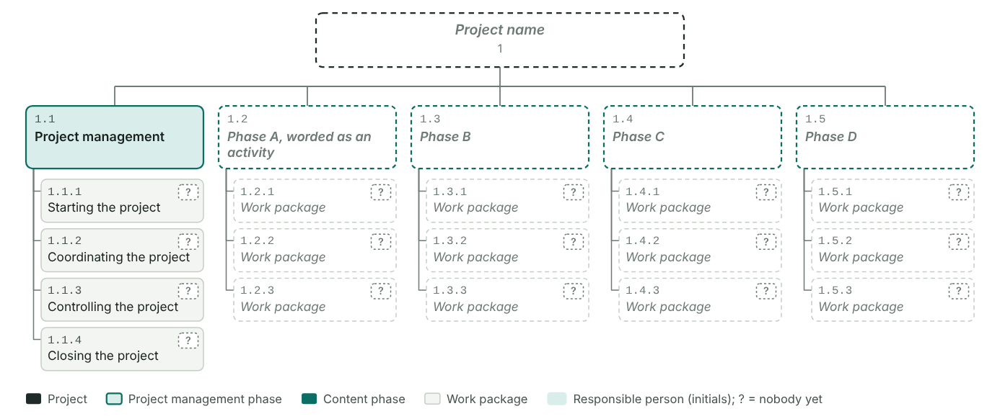 Project name
1
1.1
Project management
1.1.1
?
Starting the project
1.1.2
?
Coordinating the project
1.1.3
?
Controlling the project
1.1.4
?
Closing the project
1.2
Phase A, worded as an
activity
1.2.1
?
Work package
1.2.2
?
Work package
1.2.3
?
Work package
1.3
Phase B
1.3.1
?
Work package
1.3.2
?
Work package
1.3.3
?
Work package
1.4
Phase C
1.4.1
?
Work package
1.4.2
?
Work package
1.4.3
?
Work package
1.5
Phase D
1.5.1
?
Work package
1.5.2
?
Work package
1.5.3
?
Work package
Project
Project management phase
Content phase
Work package
Responsible person (initials); ? = nobody yet